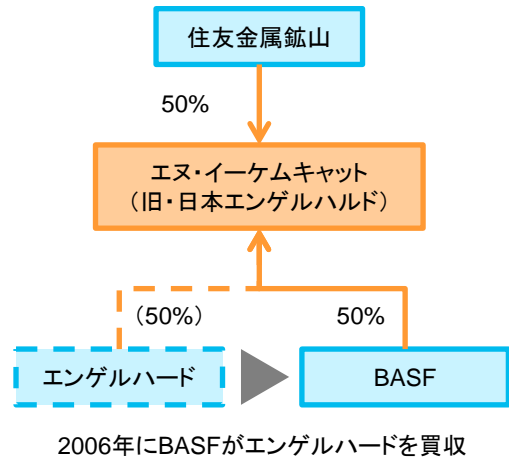 住友金属鉱山
50%
エヌ・イーケムキャット
（旧・日本エンゲルハルド）
（50%）
50%
エンゲルハード
BASF
2006年にBASFがエンゲルハードを買収